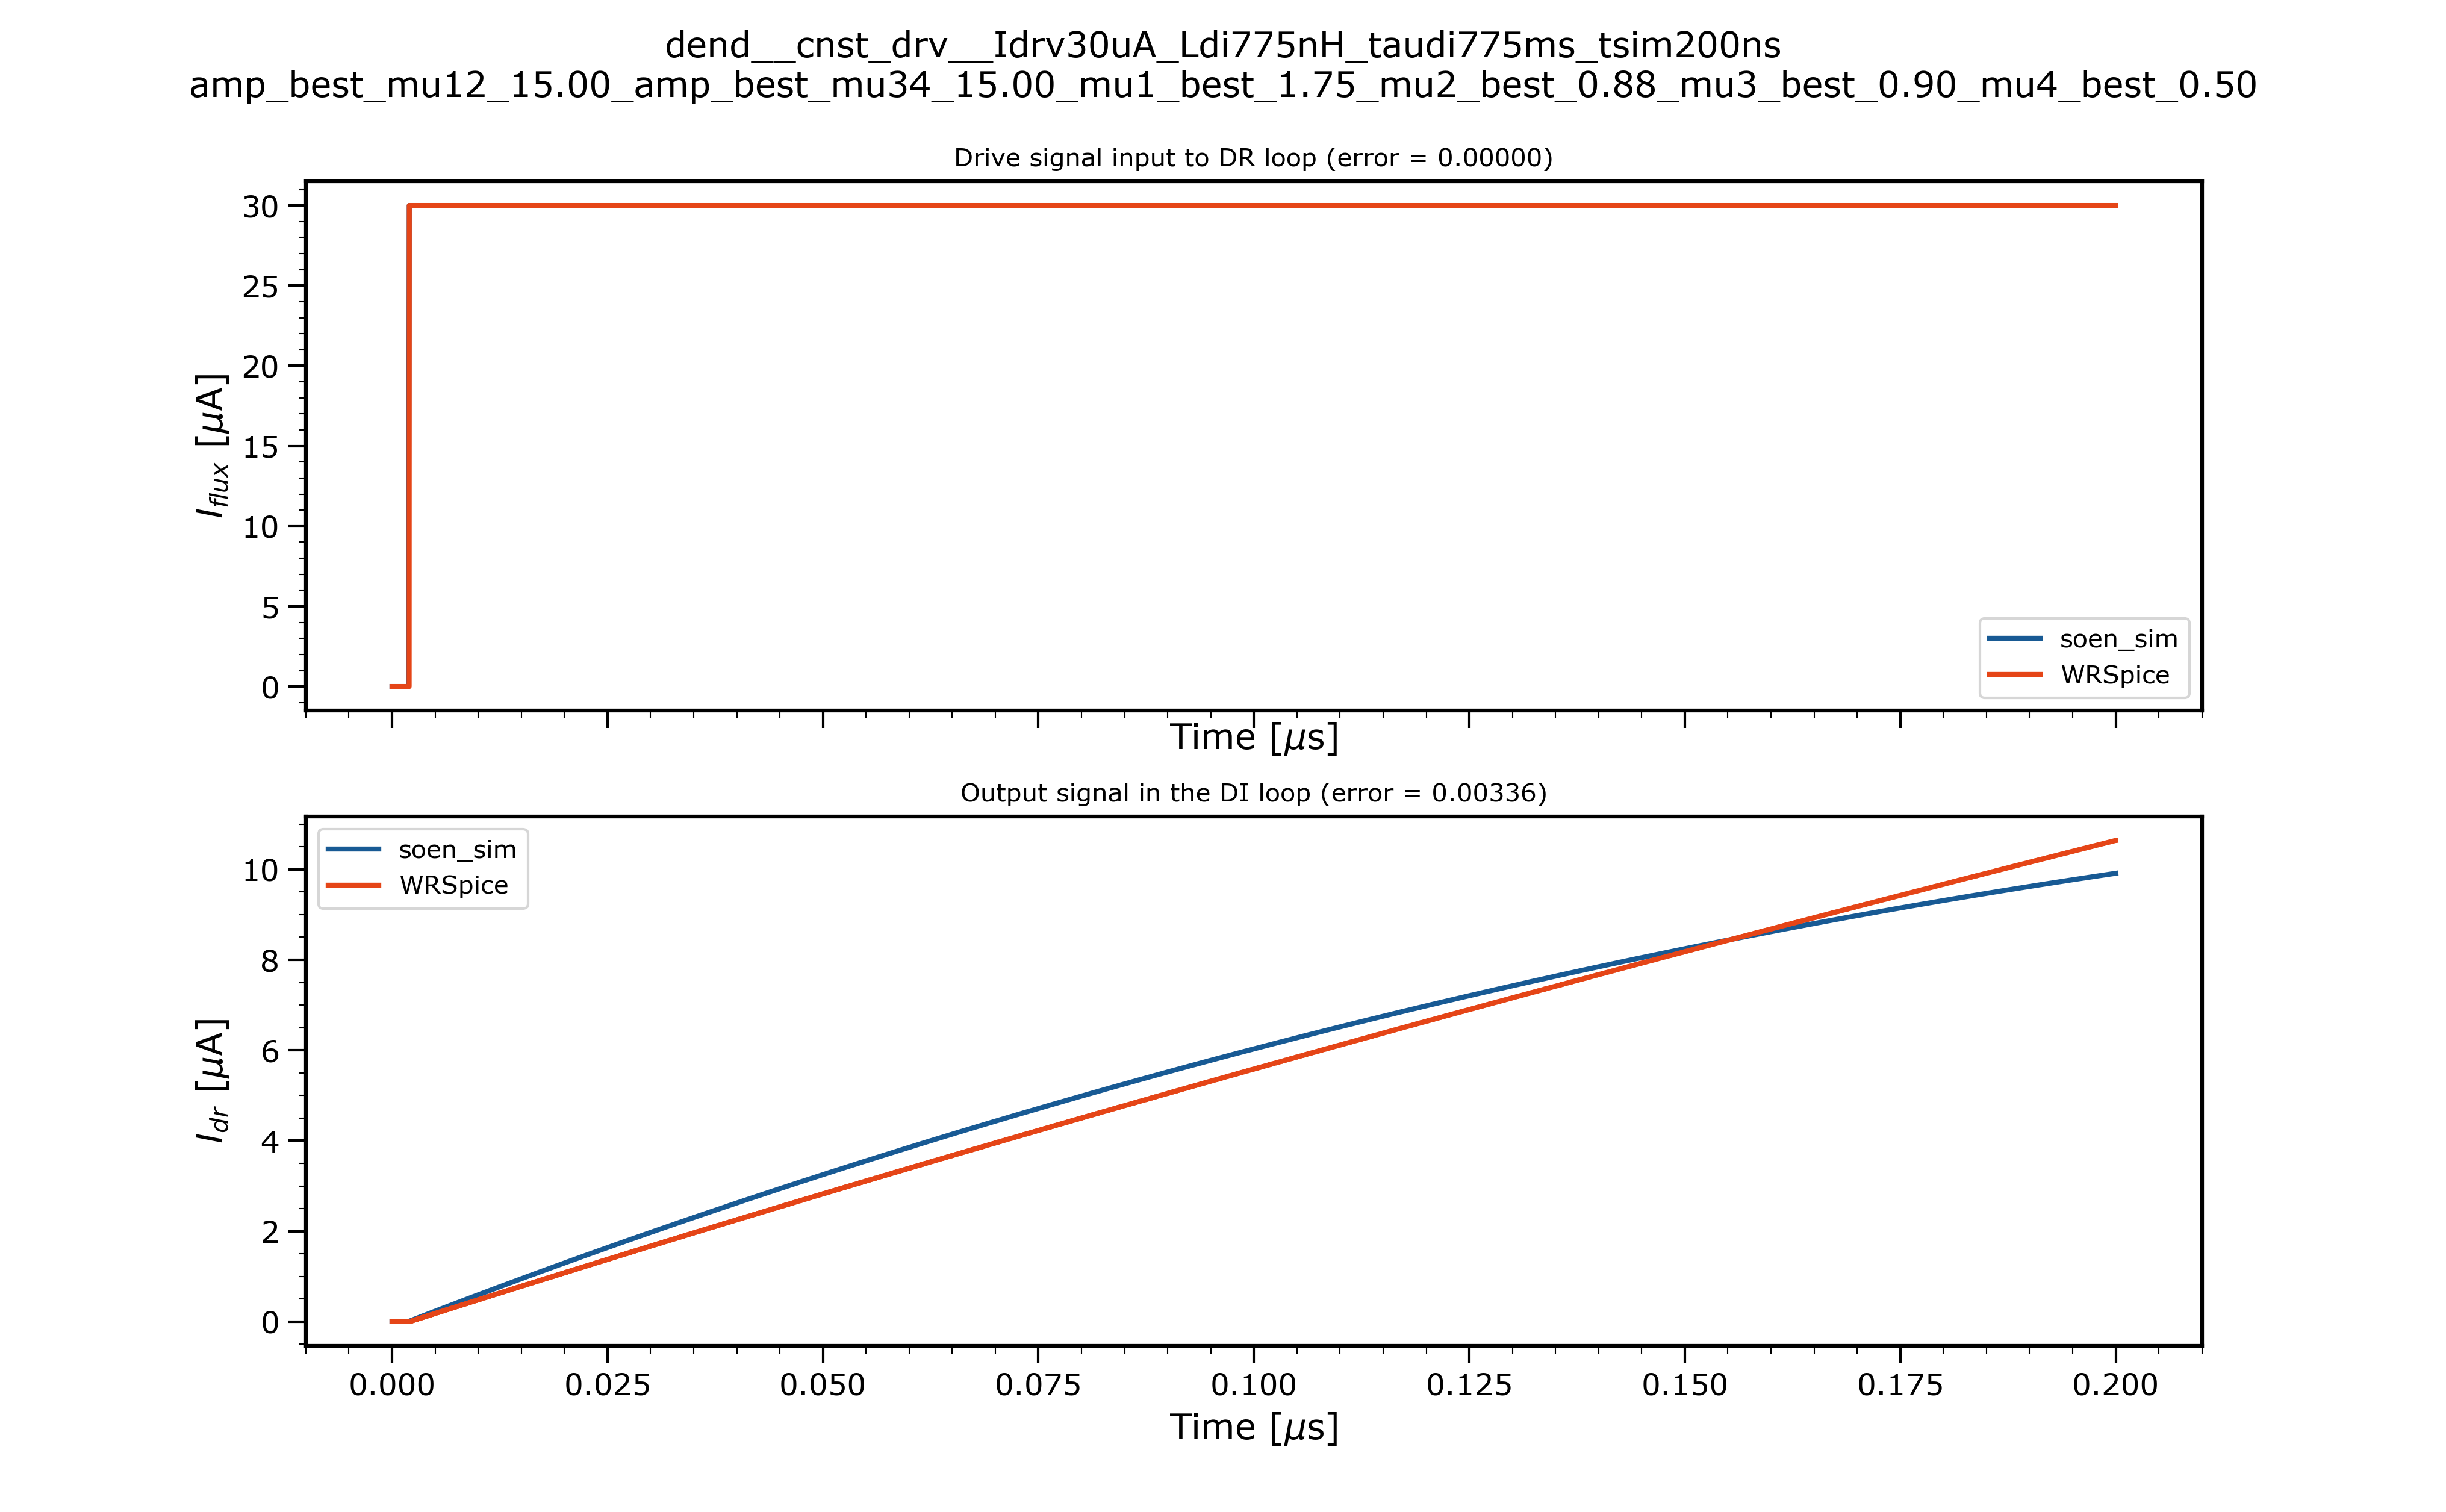 dend__cnst_drv__Idrv30uA_Ldi775nH_taudi775ms_tsim200ns
amp_best_mu12_15.00_amp_best_mu34_15.00_mu1_best_1.75_mu2_best_0.88_mu3_best_0.90_mu4_best_0.50
Drive signal input to DR loop (error = 0.00000)
30
25
20
15
10
5
0
I_flux [μA]
soen_sim
WRSpice
Time [μs]
Output signal in the DI loop (error = 0.00336)
soen_sim
WRSpice
10
8
6
4
2
0
I_dr [μA]
0.000 0.025 0.050 0.075 0.100 0.125 0.150 0.175 0.200
Time [μs]